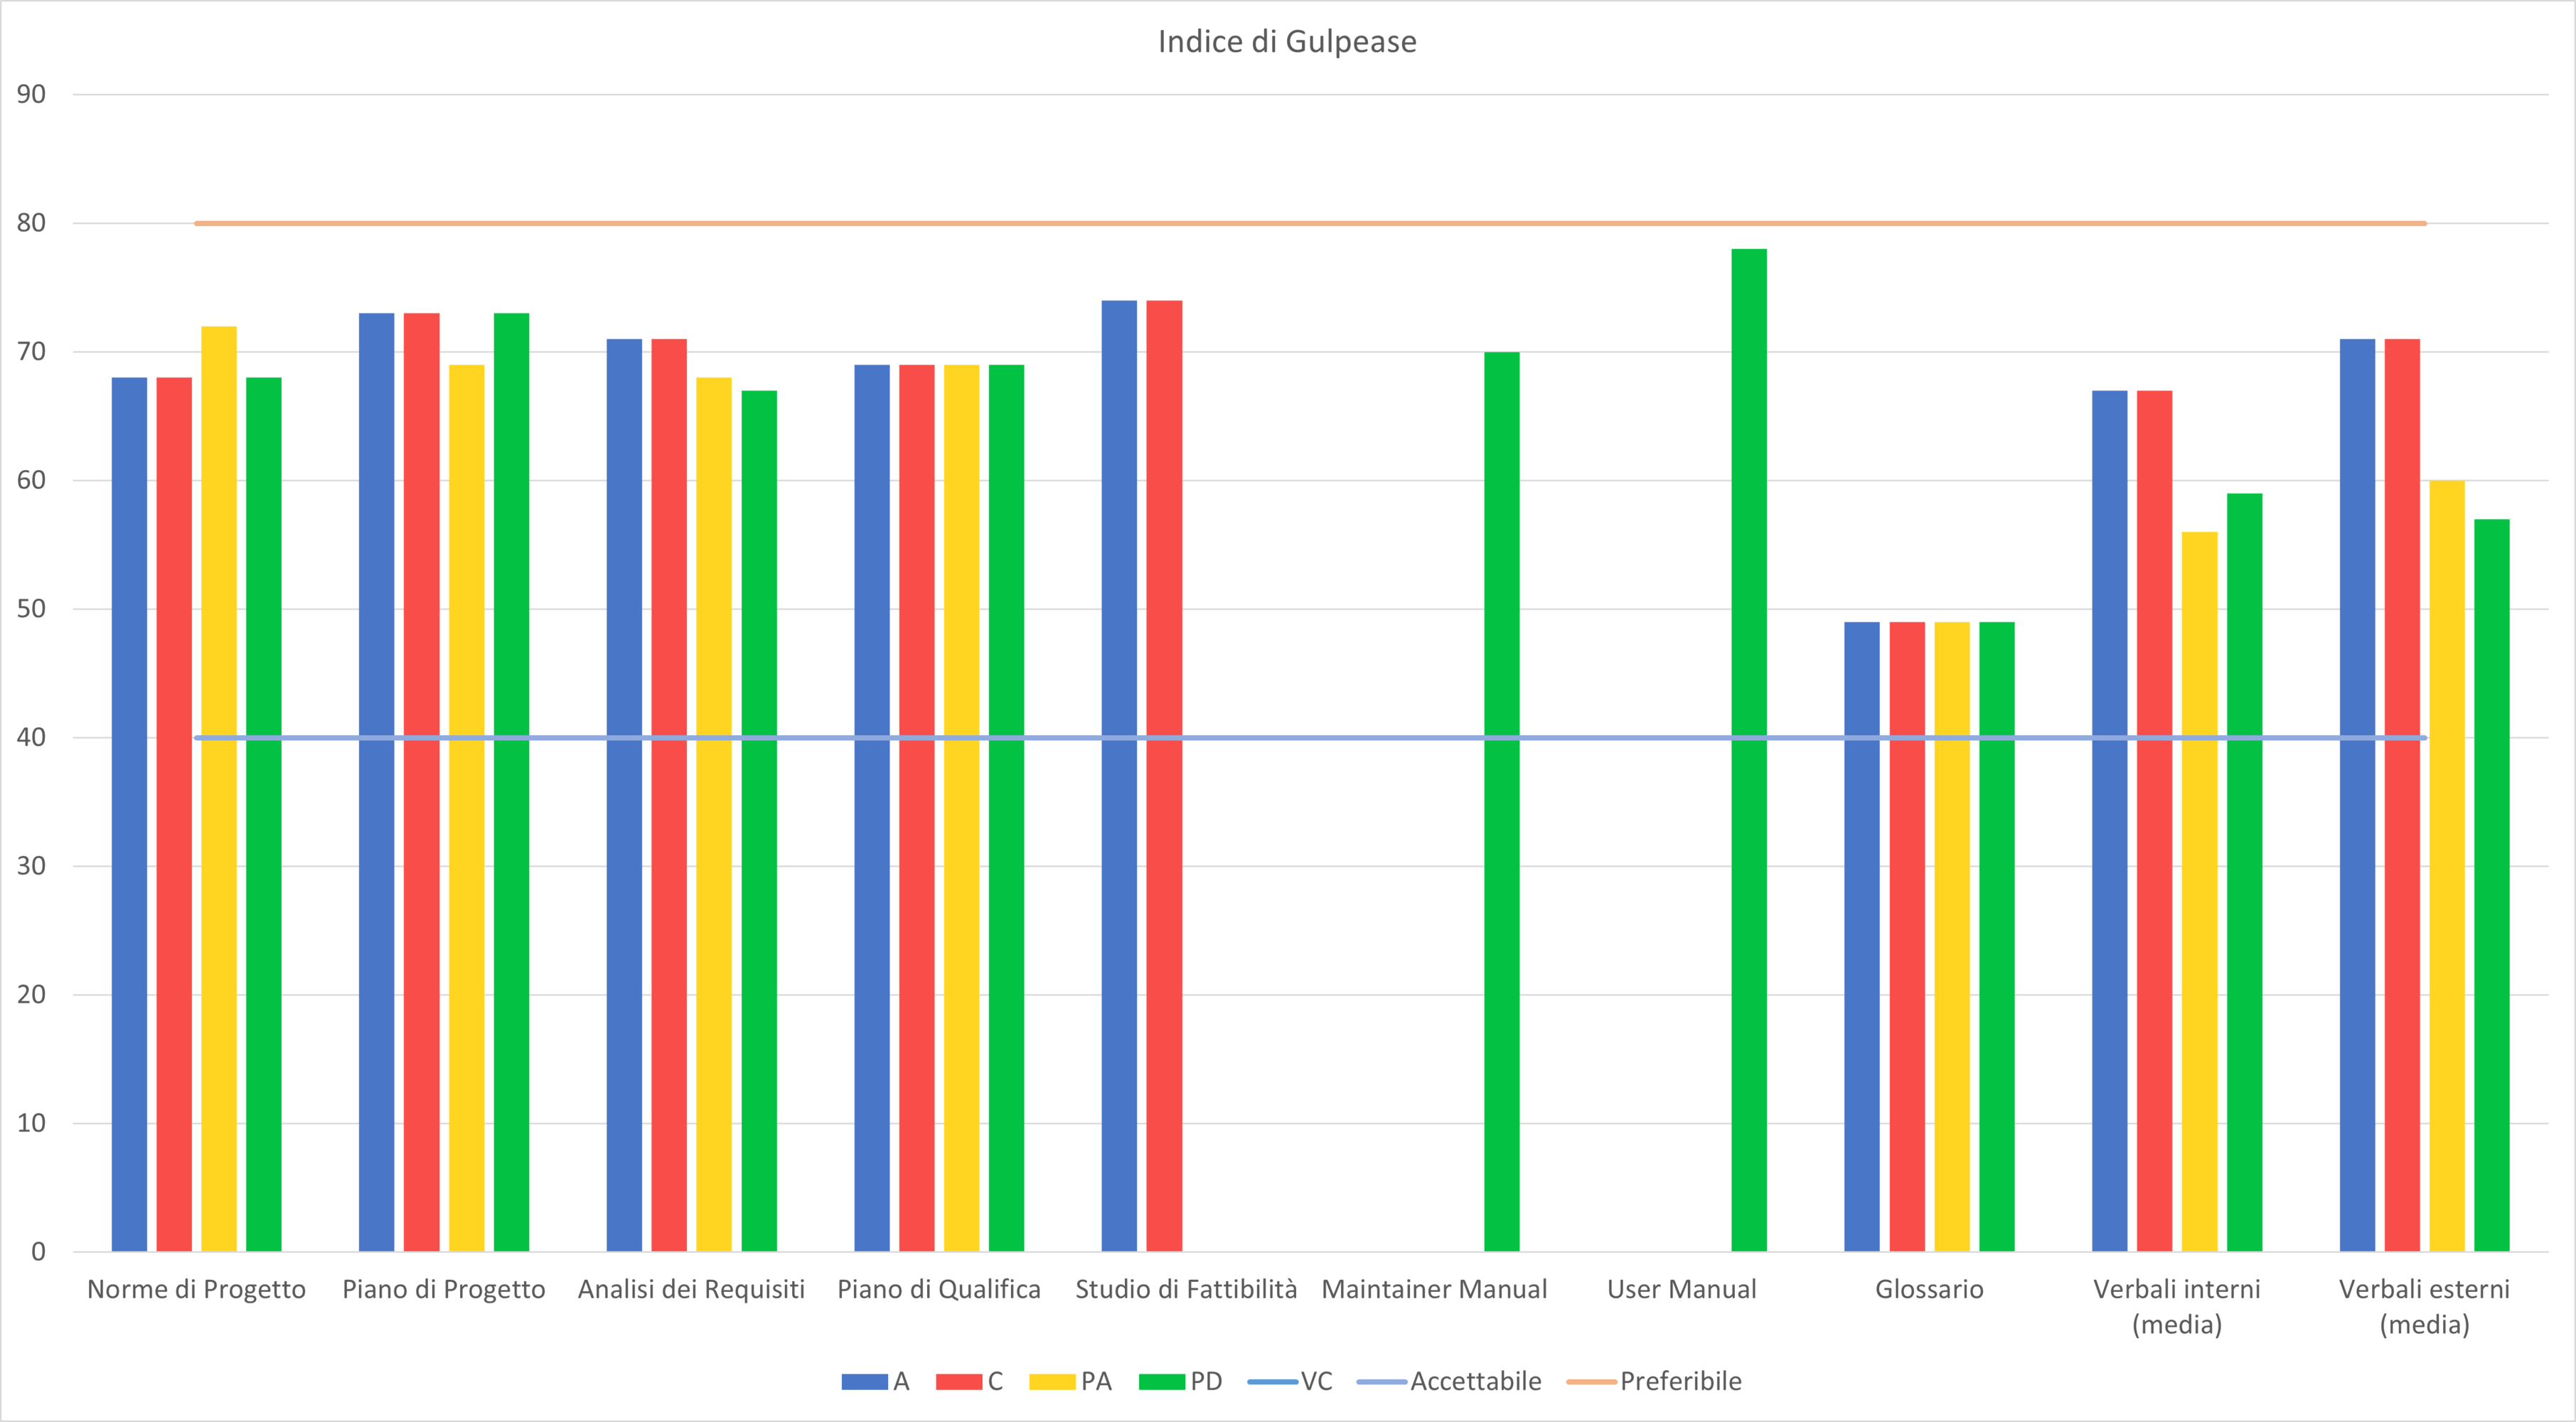 Indice di Gulpease
90
80
70
60
50
40
30
20
10
0
Norme di Progetto
Piano di Progetto
Analisi dei Requisiti
Piano di Qualifica
Studio di Fattibilità
Maintainer Manual
User Manual
Glossario
Verbali interni
(media)
Verbali esterni
(media)
A C PA PD VC Accettabile Preferibile